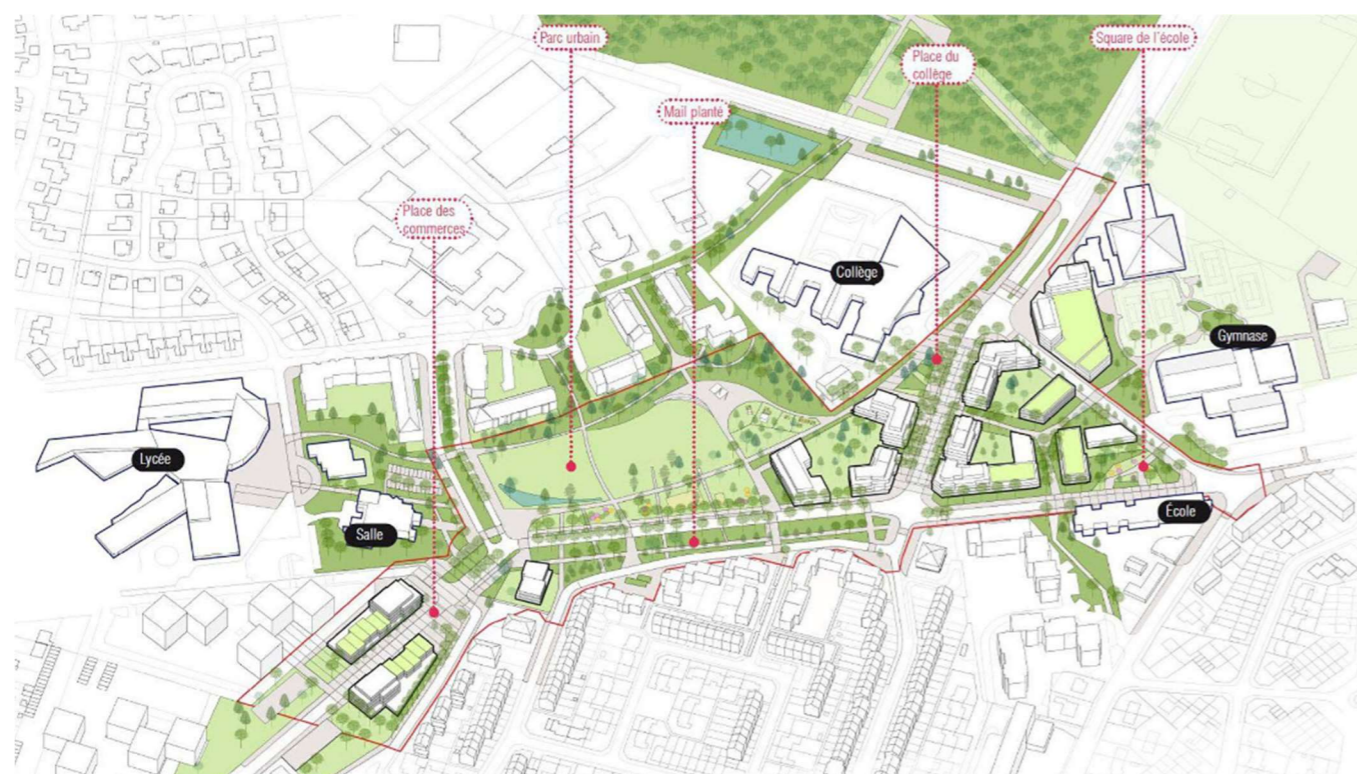 Parc urbain
Square de l'école
Place du
collège
Mail planté
Place des
commerces
Collège
Gymnase
Lycée
École
Salle